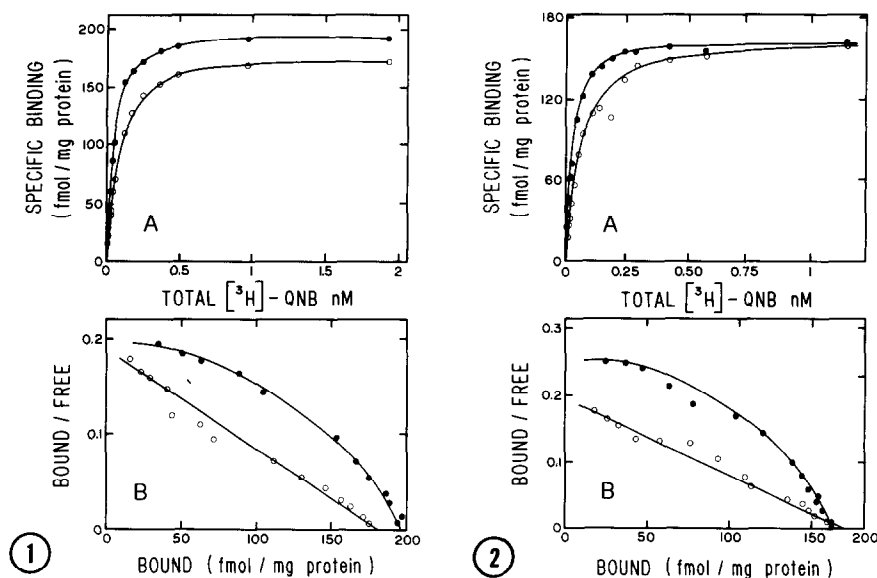 SPECIFIC BINDING
(fmol / mg protein)
200
150
100
50
0
A
0
0.5
1
1.5
2
TOTAL [³H]-QNB nM
BOUND / FREE
0.2
0.1
0
B
0
50
100
150
200
BOUND (fmol / mg protein)
1
SPECIFIC BINDING
(fmol / mg protein)
180
120
60
0
A
0
0.25
0.5
0.75
1
TOTAL [³H]-QNB nM
BOUND / FREE
0.3
0.2
0.1
0
B
0
50
100
150
200
BOUND (fmol / mg protein)
2